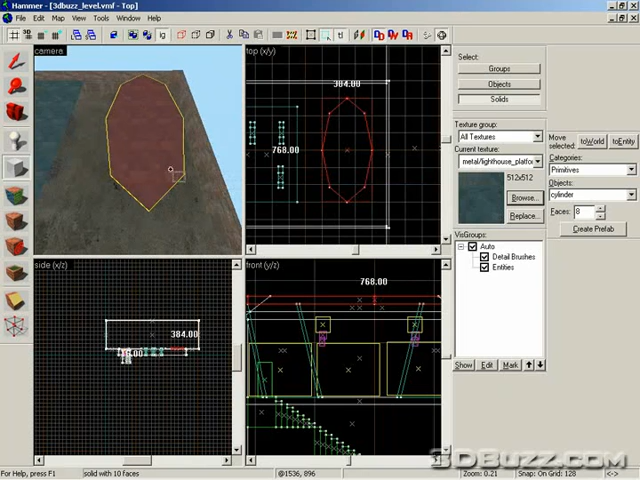 Hammer - [3dbuzz_level.vmf - Top]
File Edit Map View Tools Instancing Window Help
camera
top (x/y)
384.00
768.00
side (x/z)
384.00
front (y/z)
768.00
Select:
Groups
Objects
Solids
Texture group:
All Textures
Current texture:
metal/lighthouse_platfo
512x512
Browse...
Replace...
VisGroups:
Auto
Detail Brushes
Entities
Show Edit Mark
Move selected:
toWorld toEntity
Categories:
Primitives
Objects:
cylinder
Faces: 8
Create Prefab
3DBUZZ.COM
For Help, press F1 solid with 10 faces @1536, 896 Zoom: 0.21 Snap: On Grid: 128 <->